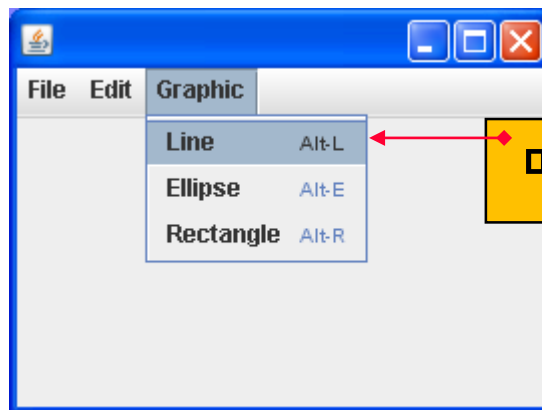 File Edit Graphic
Line Alt-L
Ellipse Alt-E
Rectangle Alt-R